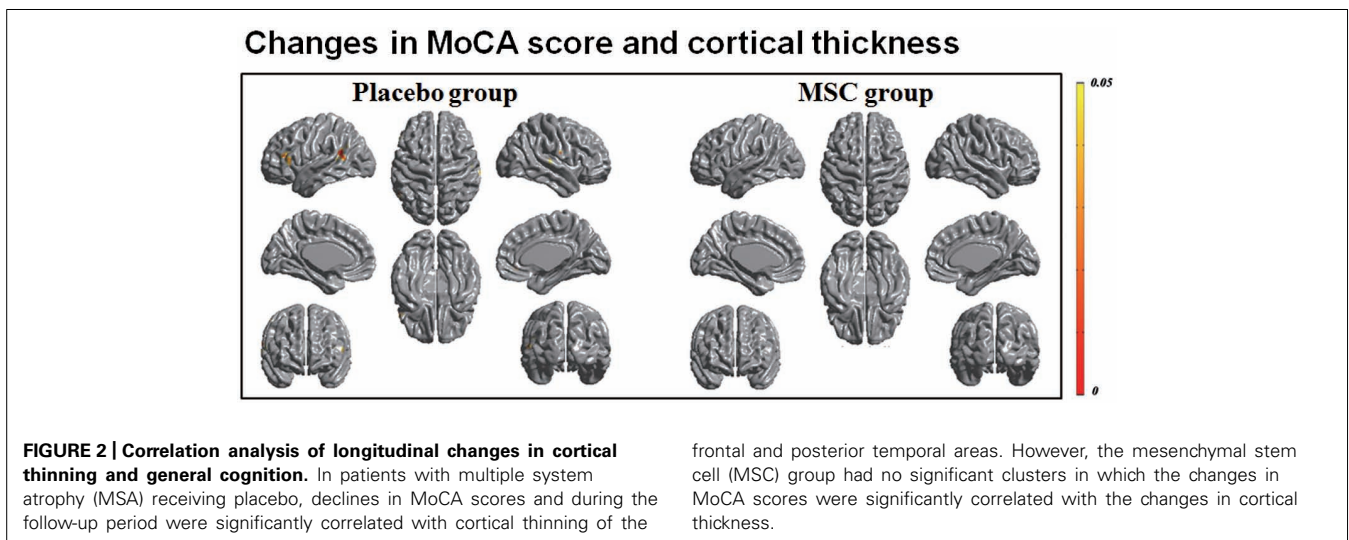 Changes in MoCA score and cortical thickness
Placebo group
MSC group
0.05
0
FIGURE 2 | Correlation analysis of longitudinal changes in cortical
thinning and general cognition. In patients with multiple system
atrophy (MSA) receiving placebo, declines in MoCA scores and during the
follow-up period were significantly correlated with cortical thinning of the
frontal and posterior temporal areas. However, the mesenchymal stem
cell (MSC) group had no significant clusters in which the changes in
MoCA scores were significantly correlated with the changes in cortical
thickness.